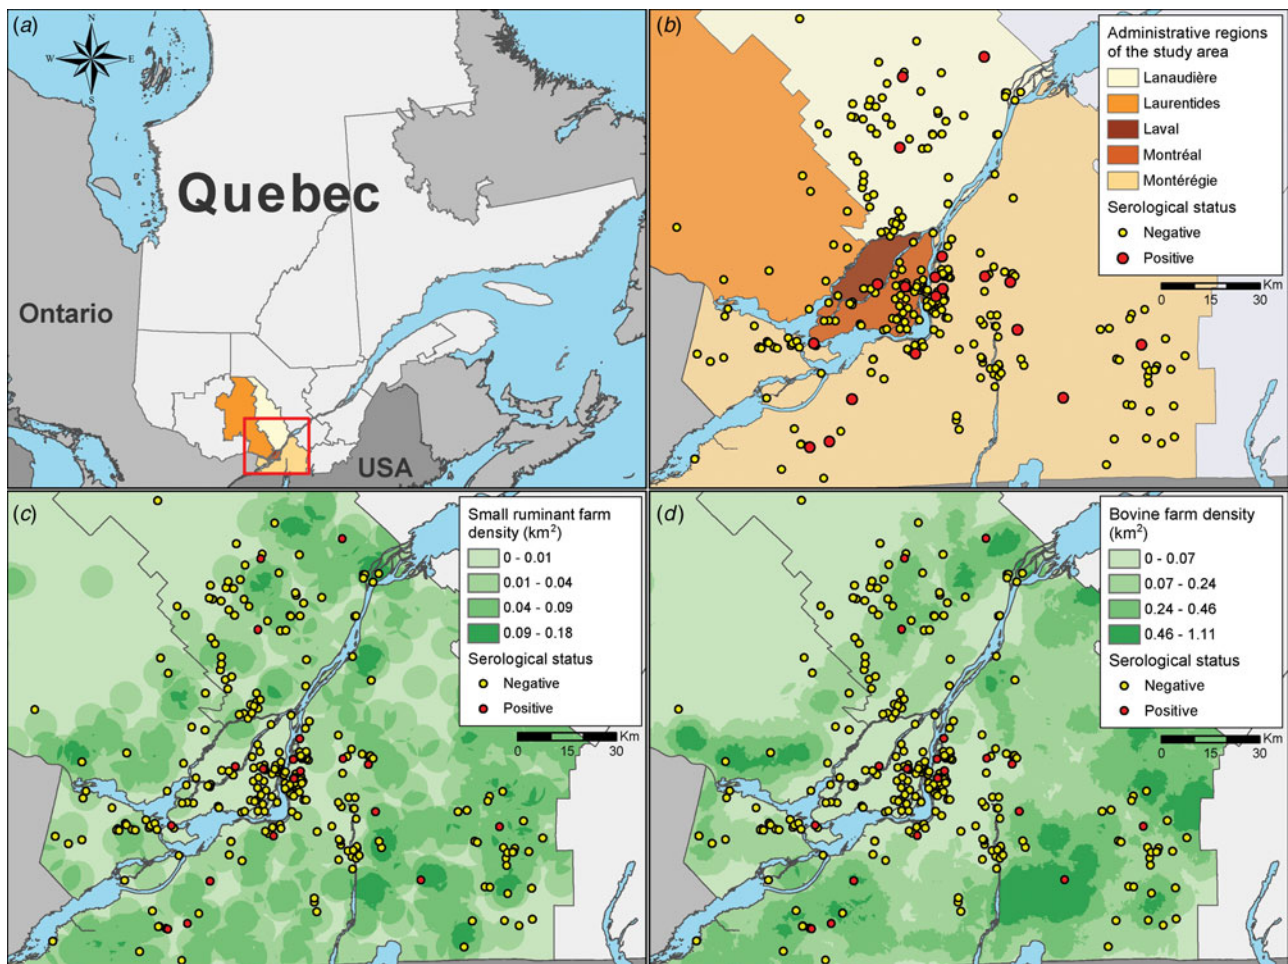 (a)
N
W
E
S
Quebec
Ontario
USA
(b)
Administrative regions
of the study area
Lanaudière
Laurentides
Laval
Montréal
Montérégie
Serological status
Negative
Positive
Km
0 15 30
(c)
Small ruminant farm
density (km²)
0 - 0.01
0.01 - 0.04
0.04 - 0.09
0.09 - 0.18
Serological status
Negative
Positive
Km
0 15 30
(d)
Bovine farm density
(km²)
0 - 0.07
0.07 - 0.24
0.24 - 0.46
0.46 - 1.11
Serological status
Negative
Positive
Km
0 15 30